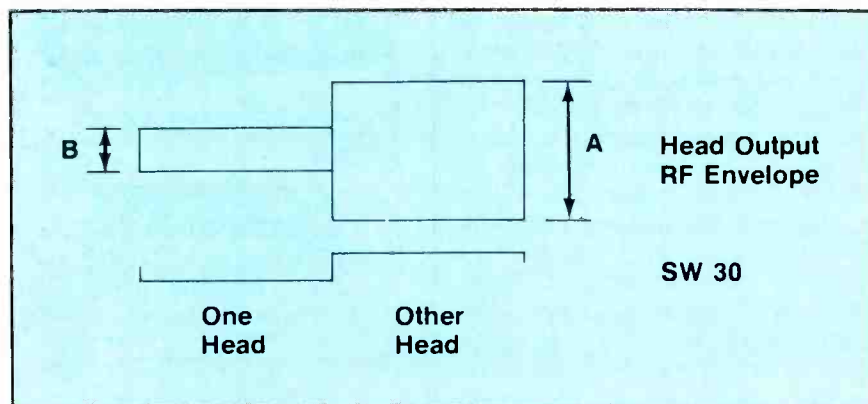 B
A
Head Output
RF Envelope
SW 30
One
Head
Other
Head